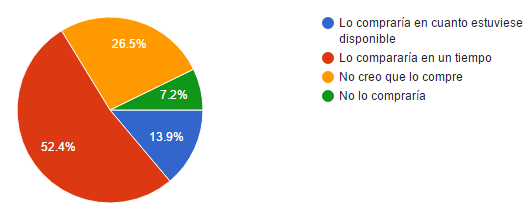 26.5%
7.2%
13.9%
52.4%
Lo compraría en cuanto estuviese
disponible
Lo compararía en un tiempo
No creo que lo compre
No lo compraría